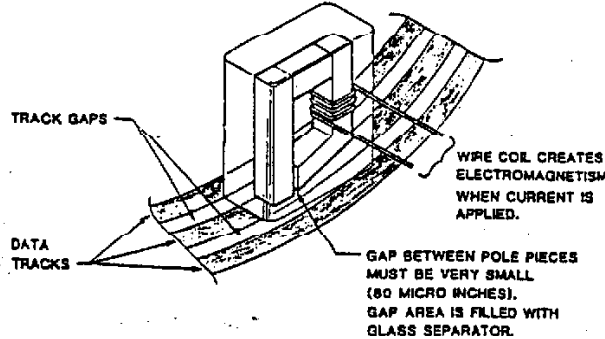 TRACK GAPS
DATA
TRACKS
WIRE COIL CREATES
ELECTROMAGNETISM
WHEN CURRENT IS
APPLIED.
GAP BETWEEN POLE PIECES
MUST BE VERY SMALL
(80 MICRO INCHES).
GAP AREA IS FILLED WITH
GLASS SEPARATOR.